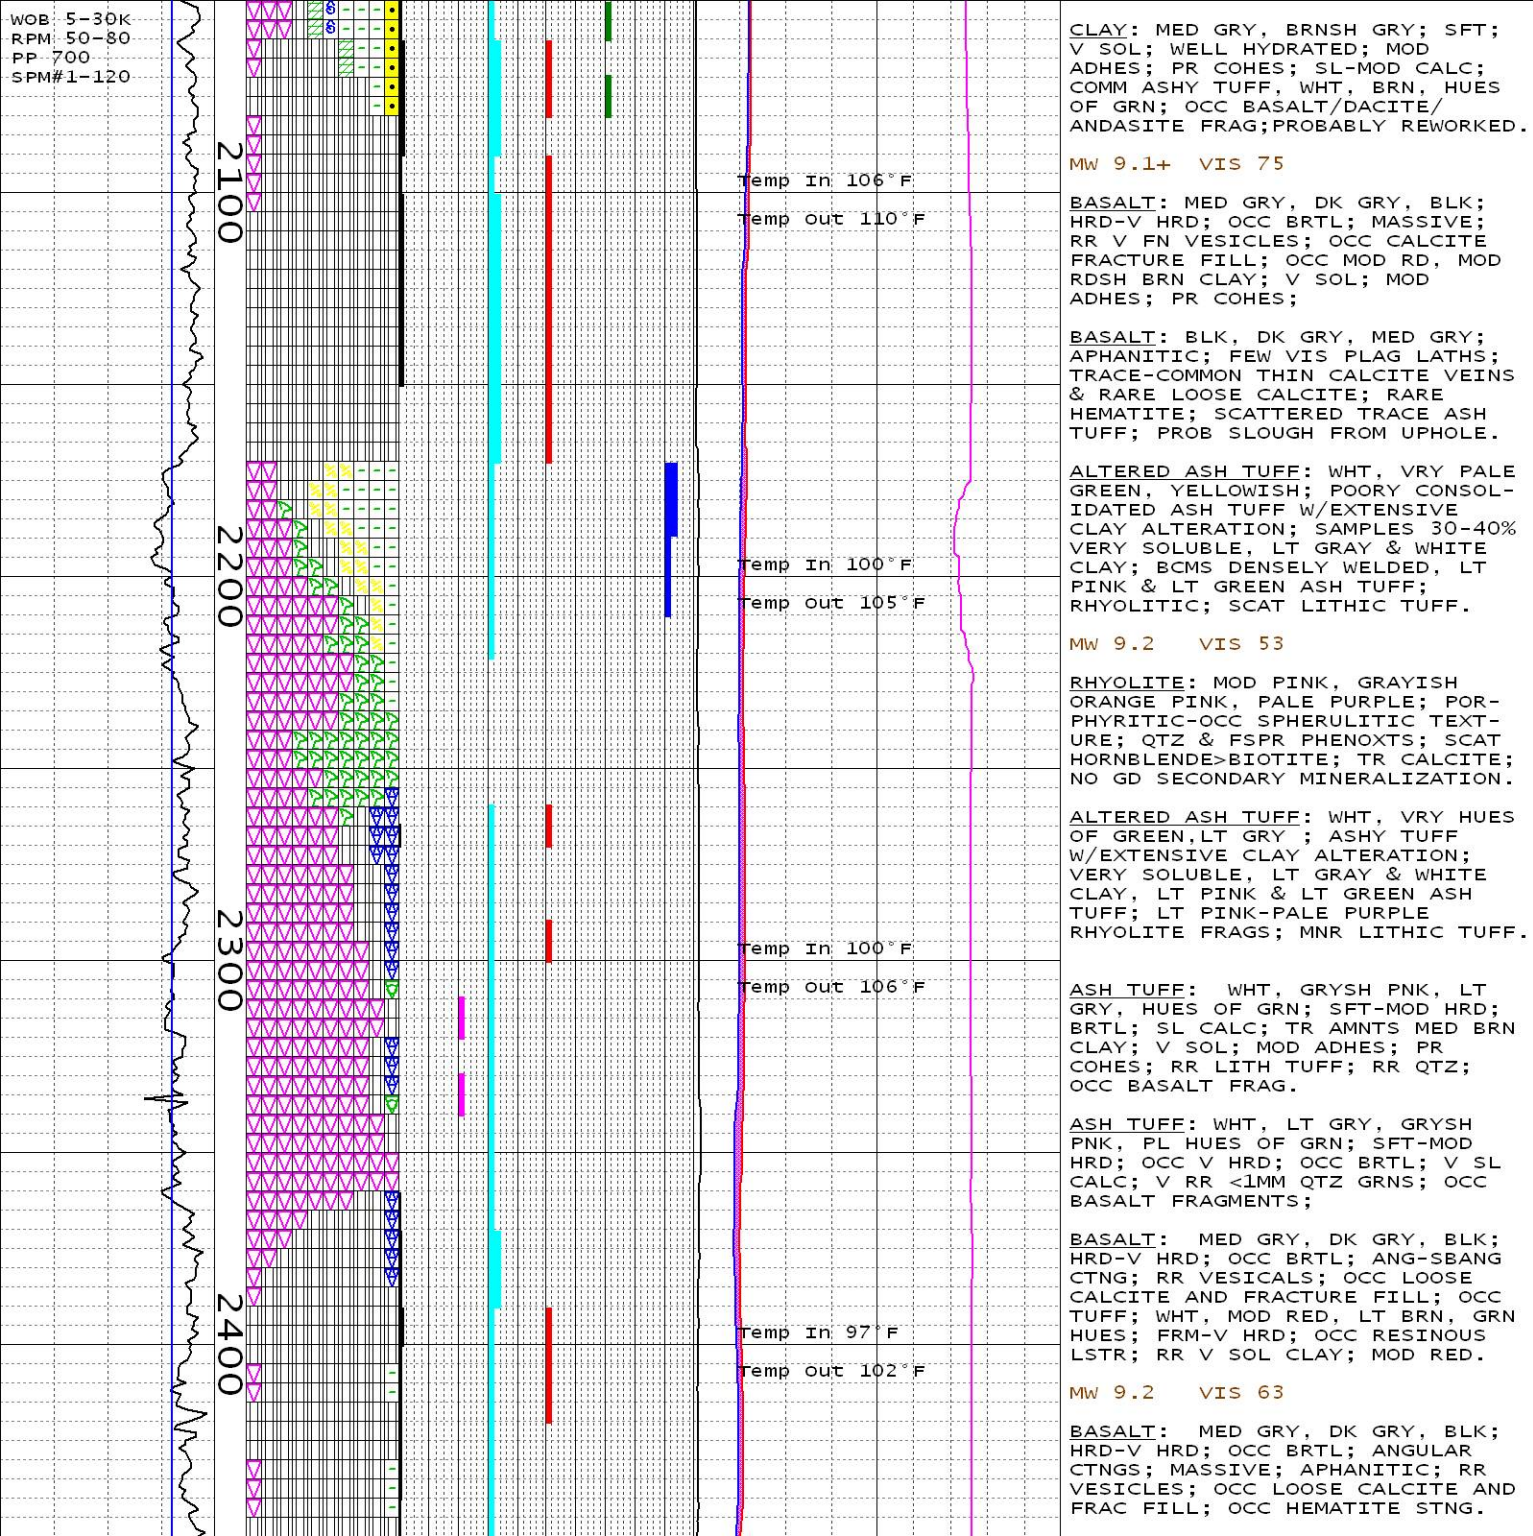 WOB 5-30K
RPM 50-80
PP 700
SPM#1-120
2100
2200
2300
2400
Temp In 106°F
Temp out 110°F
Temp In 100°F
Temp out 105°F
Temp In 100°F
Temp out 106°F
Temp In 97°F
Temp out 102°F
CLAY: MED GRY, BRNSH GRY; SFT;
V SOL; WELL HYDRATED; MOD
ADHES; PR COHES; SL-MOD CALC;
COMM ASHY TUFF, WHT, BRN, HUES
OF GRN; OCC BASALT/DACITE/
ANDASITE FRAG;PROBABLY REWORKED.
MW 9.1+ VIS 75
BASALT: MED GRY, DK GRY, BLK;
HRD-V HRD; OCC BRTL; MASSIVE;
RR V FN VESICLES; OCC CALCITE
FRACTURE FILL; OCC MOD RD, MOD
RDSH BRN CLAY; V SOL; MOD
ADHES; PR COHES;
BASALT: BLK, DK GRY, MED GRY;
APHANITIC; FEW VIS PLAG LATHS;
TRACE-COMMON THIN CALCITE VEINS
& RARE LOOSE CALCITE; RARE
HEMATITE; SCATTERED TRACE ASH
TUFF; PROB SLOUGH FROM UPHOLE.
ALTERED ASH TUFF: WHT, VRY PALE
GREEN, YELLOWISH; POORY CONSOL-
IDATED ASH TUFF W/EXTENSIVE
CLAY ALTERATION; SAMPLES 30-40%
VERY SOLUBLE, LT GRAY & WHITE
CLAY; BCMS DENSELY WELDED, LT
PINK & LT GREEN ASH TUFF;
RHYOLITIC; SCAT LITHIC TUFF.
MW 9.2 VIS 53
RHYOLITE: MOD PINK, GRAYISH
ORANGE PINK, PALE PURPLE; POR-
PHYRITIC-OCC SPHERULITIC TEXT-
URE; QTZ & FSPR PHENOXTS; SCAT
HORNBLENDE>BIOTITE; TR CALCITE;
NO GD SECONDARY MINERALIZATION.
ALTERED ASH TUFF: WHT, VRY HUES
OF GREEN,LT GRY ; ASHY TUFF
W/EXTENSIVE CLAY ALTERATION;
VERY SOLUBLE, LT GRAY & WHITE
CLAY, LT PINK & LT GREEN ASH
TUFF; LT PINK-PALE PURPLE
RHYOLITE FRAGS; MNR LITHIC TUFF.
ASH TUFF: WHT, GRYSH PNK, LT
GRY, HUES OF GRN; SFT-MOD HRD;
BRTL; SL CALC; TR AMNTS MED BRN
CLAY; V SOL; MOD ADHES; PR
COHES; RR LITH TUFF; RR QTZ;
OCC BASALT FRAG.
ASH TUFF: WHT, LT GRY, GRYSH
PNK, PL HUES OF GRN; SFT-MOD
HRD; OCC V HRD; OCC BRTL; V SL
CALC; V RR <1MM QTZ GRNS; OCC
BASALT FRAGMENTS;
BASALT: MED GRY, DK GRY, BLK;
HRD-V HRD; OCC BRTL; ANG-SBANG
CTNG; RR VESICALS; OCC LOOSE
CALCITE AND FRACTURE FILL; OCC
TUFF; WHT, MOD RED, LT BRN, GRN
HUES; FRM-V HRD; OCC RESINOUS
LSTR; RR V SOL CLAY; MOD RED.
MW 9.2 VIS 63
BASALT: MED GRY, DK GRY, BLK;
HRD-V HRD; OCC BRTL; ANGULAR
CTNGS; MASSIVE; APHANITIC; RR
VESICLES; OCC LOOSE CALCITE AND
FRAC FILL; OCC HEMATITE STNG.